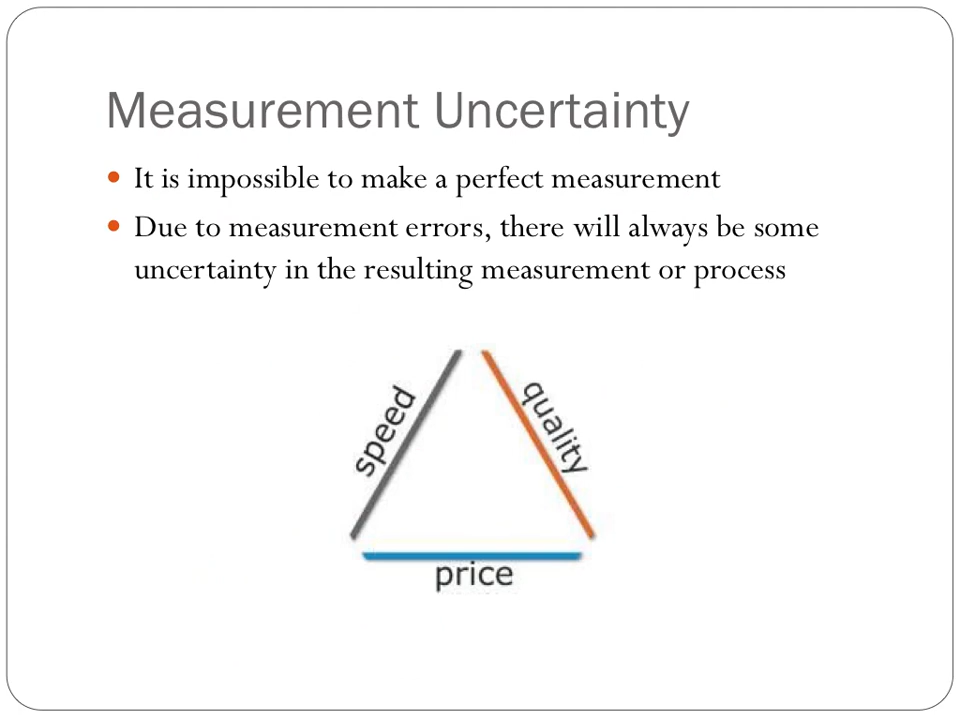 Measurement Uncertainty
It is impossible to make a perfect measurement
Due to measurement errors, there will always be some
uncertainty in the resulting measurement or process
speed
quality
price